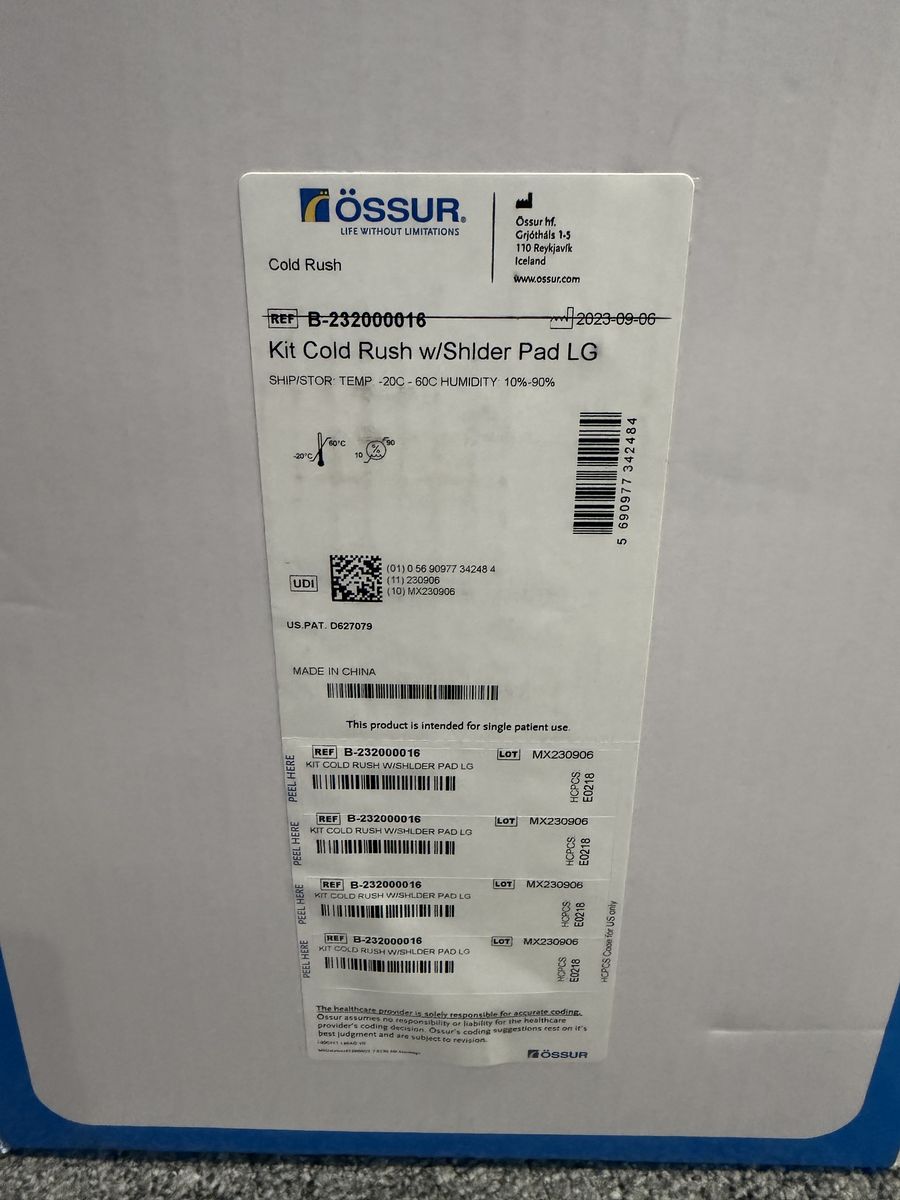 ÖSSUR®
LIFE WITHOUT LIMITATIONS
Össur hf.
Grjótháls 1-5
110 Reykjavík
Iceland
www.ossur.com
Cold Rush
REF B-232000016
2023-09-06
Kit Cold Rush w/Shlder Pad LG
SHIP/STOR: TEMP -20C - 60C HUMIDITY 10%-90%
-20°C 60°C
10 % 90
5 690977 342484
UDI
(01) 0 56 90977 34248 4
(11) 230906
(10) MX230906
US.PAT. D627079
MADE IN CHINA
This product is intended for single patient use.
PEEL HERE
REF B-232000016 LOT MX230906
KIT COLD RUSH W/SHLDER PAD LG
HCPCS
E0218
PEEL HERE
REF B-232000016 LOT MX230906
KIT COLD RUSH W/SHLDER PAD LG
HCPCS
E0218
PEEL HERE
REF B-232000016 LOT MX230906
KIT COLD RUSH W/SHLDER PAD LG
HCPCS
E0218
PEEL HERE
REF B-232000016 LOT MX230906
KIT COLD RUSH W/SHLDER PAD LG
HCPCS
E0218
HCPCS Code for US only
The healthcare provider is solely responsible for accurate coding.
Össur assumes no responsibility or liability for the healthcare
provider's coding decision. Össur's coding suggestions rest on it's
best judgment and are subject to revision.
ÖSSUR